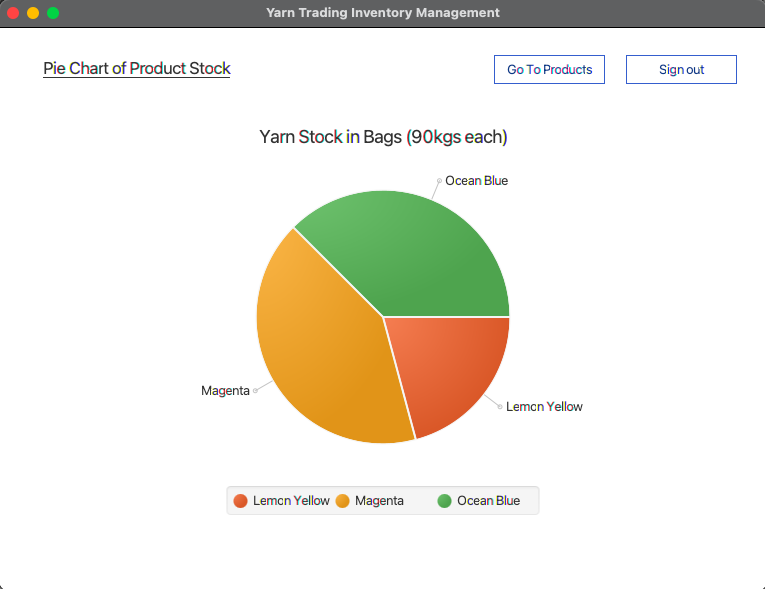 Yarn Trading Inventory Management
Pie Chart of Product Stock
Go To Products
Sign out
Yarn Stock in Bags (90kgs each)
Ocean Blue
Magenta
Lemon Yellow
Lemon Yellow Magenta Ocean Blue